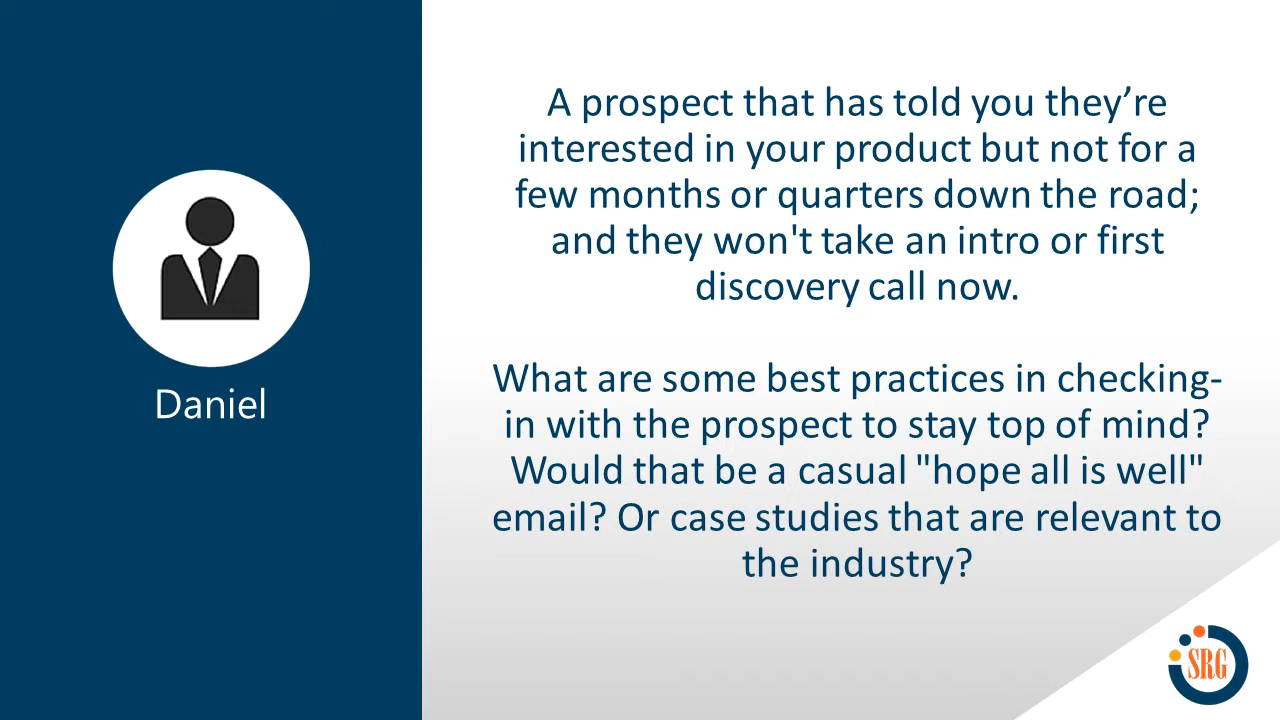 Daniel
A prospect that has told you they’re
interested in your product but not for a
few months or quarters down the road;
and they won't take an intro or first
discovery call now.
What are some best practices in checking-
in with the prospect to stay top of mind?
Would that be a casual "hope all is well"
email? Or case studies that are relevant to
the industry?
SRG